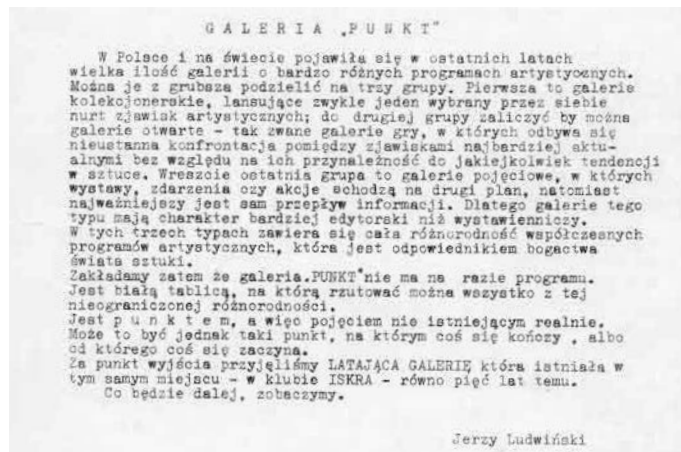 GALERIA „PUNKT"
W Polsce i na świecie pojawiła się w ostatnich latach
wielka ilość galerii o bardzo różnych programach artystycznych.
Można je z grubsza podzielić na trzy grupy. Pierwsza to galerie
kolekcjonerskie, lansujące zwykle jeden wybrany przez siebie
nurt zjawisk artystycznych; do drugiej grupy zaliczyć by można
galerie otwarte - tak zwane galerie gry, w których odbywa się
nieustanna konfrontacja pomiędzy zjawiskami najbardziej aktu-
alnymi bez względu na ich przynależność do jakiejkolwiek tendencji
w sztuce. Wreszcie ostatnia grupa to galerie pojęciowe, w których
wystawy, zdarzenia czy akcje schodzą na drugi plan, natomiast
najważniejszy jest sam przepływ informacji. Dlatego galerie tego
typu mają charakter bardziej edytorski niż wystawienniczy.
W tych trzech typach zawiera się cała różnorodność współczesnych
programów artystycznych, która jest odpowiednikiem bogactwa
świata sztuki.
Zakładamy zatem że galeria „PUNKT" nie ma na razie programu.
Jest białą tablicą, na którą rzutować można wszystko z tej
nieograniczonej różnorodności.
Jest p u n k t e m, a więc pojęciem nie istniejącym realnie.
Może to być jednak taki punkt, na którym coś się kończy , albo
od którego coś się zaczyna.
Za punkt wyjścia przyjęliśmy LATAJĄCA GALERIĘ która istniała w
tym samym miejscu - w klubie ISKRA - równo pięć lat temu.
Co będzie dalej, zobaczymy.
Jerzy Ludwiński